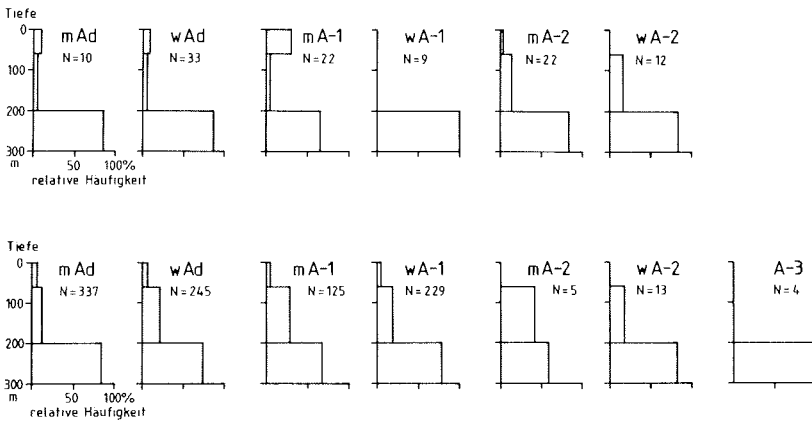 Tiefe
mAd wAd mA-1 wA-1 mA-2 wA-2
N=10 N=33 N=22 N=9 N=22 N=12
0
100
200
300
m 50 100%
relative Häufigkeit
Tiefe
mAd wAd mA-1 wA-1 mA-2 wA-2 A-3
N=337 N=245 N=125 N=229 N=5 N=13 N=4
0
100
200
300
m 50 100%
relative Häufigkeit